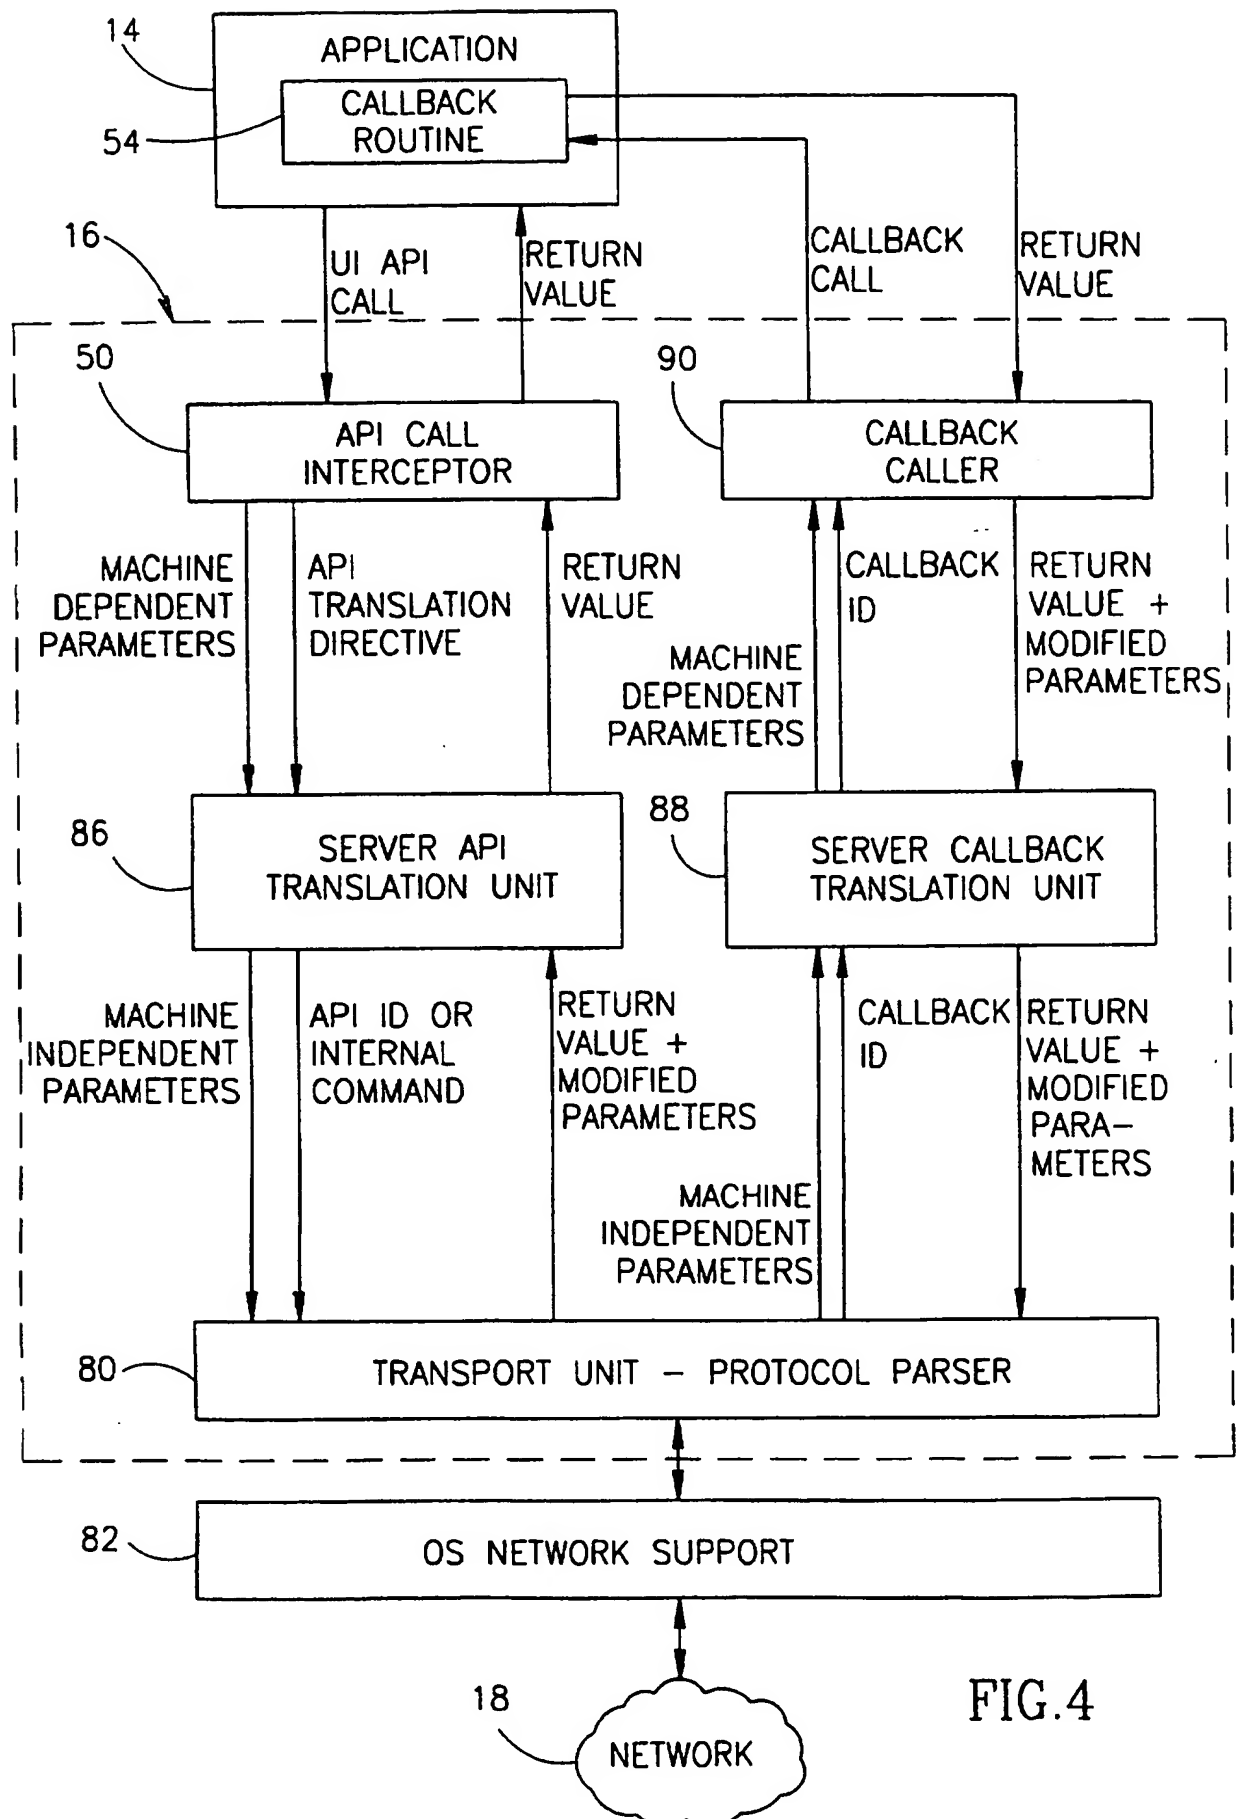 14
APPLICATION
CALLBACK
ROUTINE
54
16
UI API
CALL
RETURN
VALUE
CALLBACK
CALL
RETURN
VALUE
50
90
API CALL
INTERCEPTOR
CALLBACK
CALLER
MACHINE
DEPENDENT
PARAMETERS
API
TRANSLATION
DIRECTIVE
RETURN
VALUE
CALLBACK
ID
RETURN
VALUE +
MODIFIED
PARAMETERS
MACHINE
DEPENDENT
PARAMETERS
86
88
SERVER API
TRANSLATION UNIT
SERVER CALLBACK
TRANSLATION UNIT
MACHINE
INDEPENDENT
PARAMETERS
API ID OR
INTERNAL
COMMAND
RETURN
VALUE +
MODIFIED
PARAMETERS
CALLBACK
ID
RETURN
VALUE +
MODIFIED
PARA-
METERS
MACHINE
INDEPENDENT
PARAMETERS
80
TRANSPORT UNIT - PROTOCOL PARSER
82
OS NETWORK SUPPORT
18
NETWORK
FIG.4